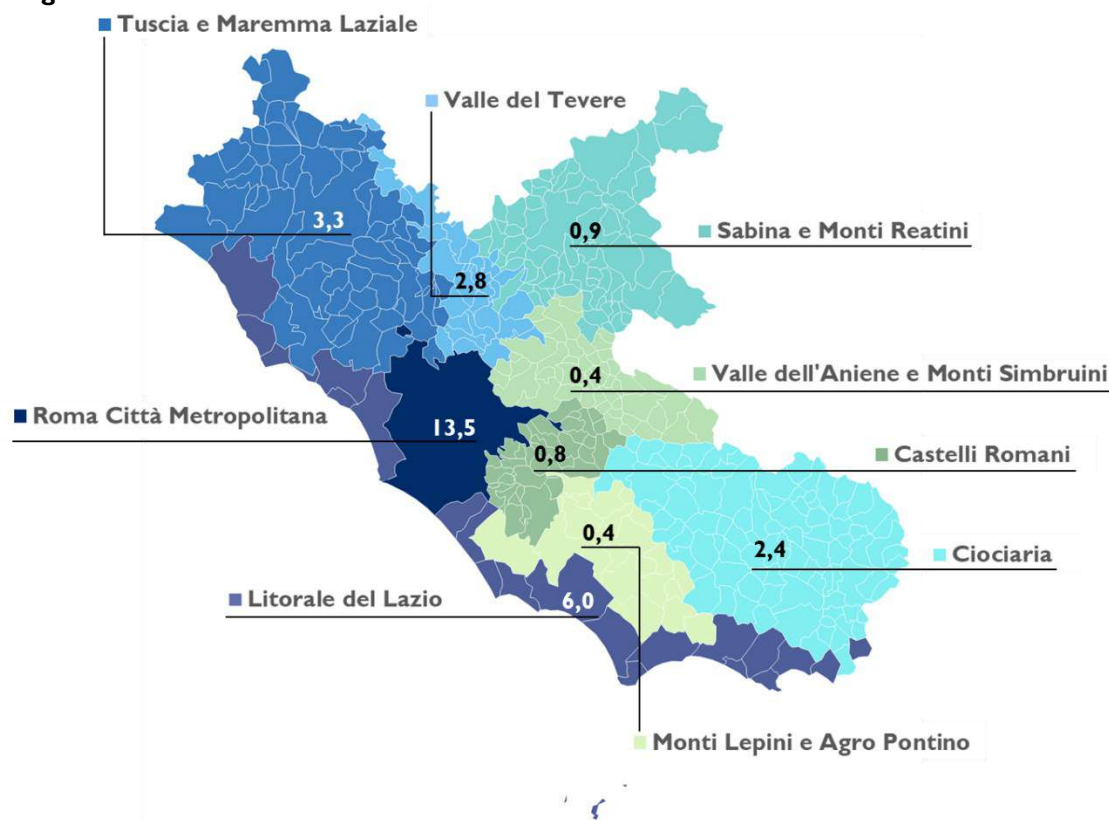 Tuscia e Maremma Laziale
Valle del Tevere
3,3
0,9
Sabina e Monti Reatini
2,8
0,4
Valle dell'Aniene e Monti Simbruini
Roma Città Metropolitana
13,5
0,8
Castelli Romani
0,4
2,4
Ciociaria
Litorale del Lazio
6,0
Monti Lepini e Agro Pontino